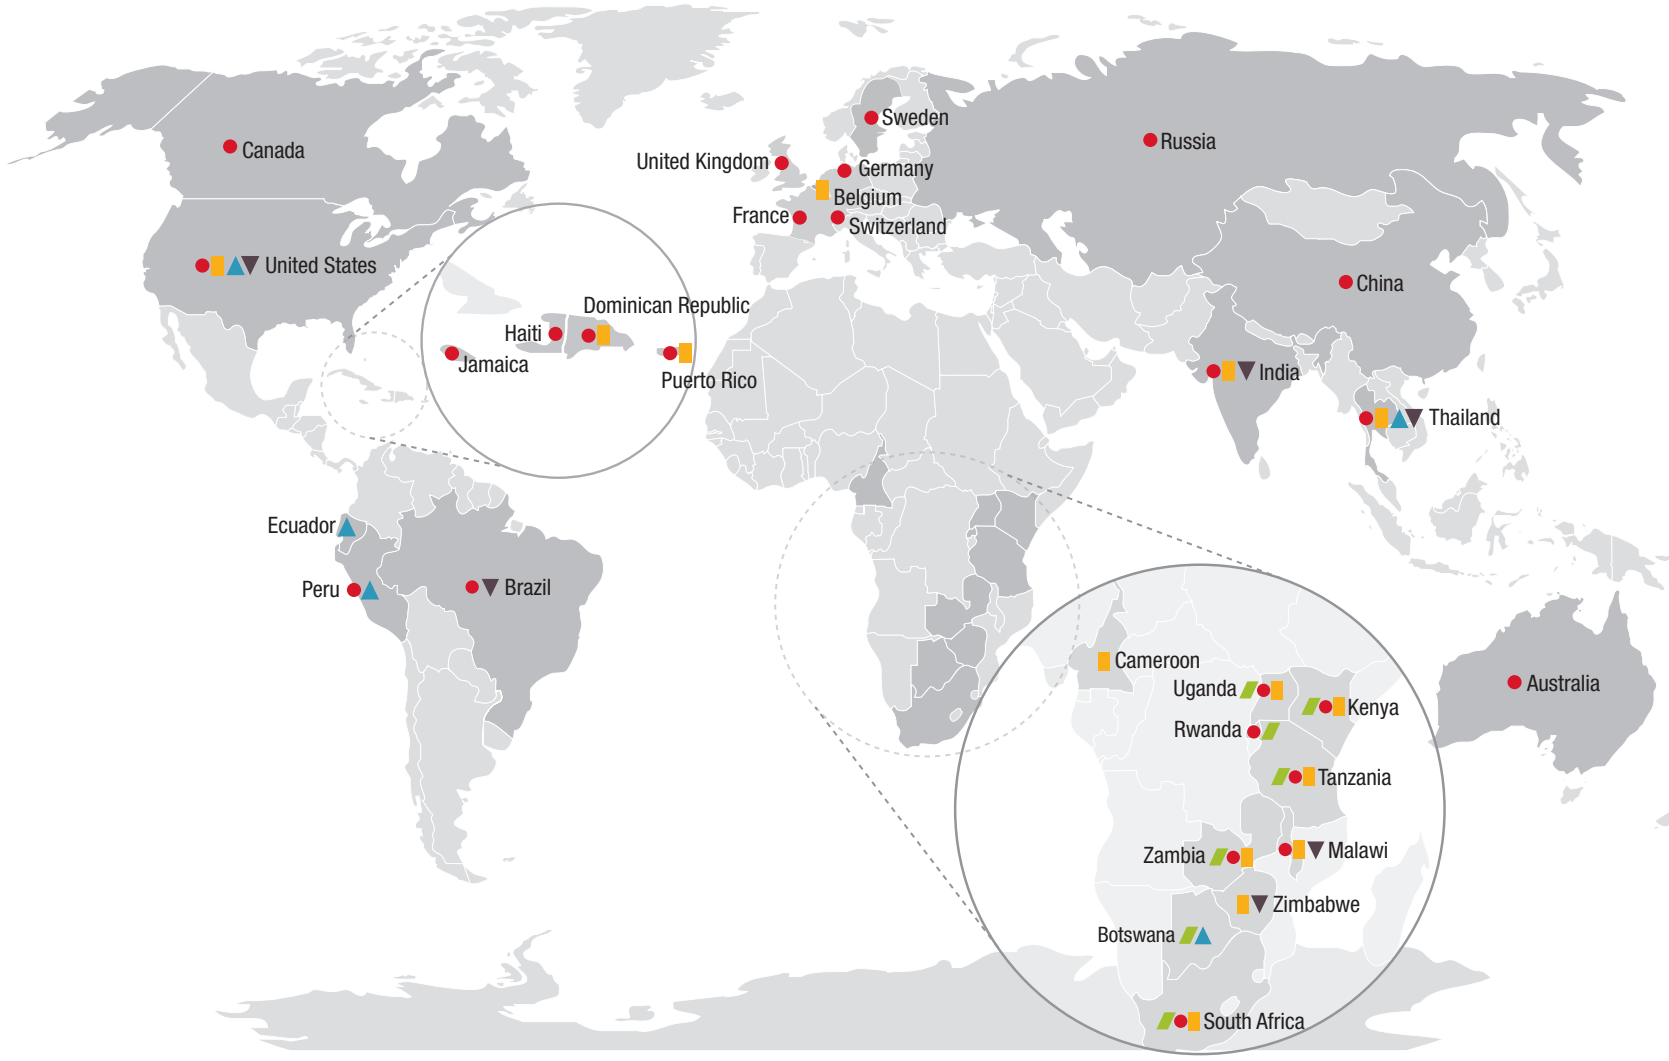 Sweden
Russia
Canada
United Kingdom
Germany
Belgium
France
Switzerland
United States
China
Dominican Republic
Haiti
Jamaica
Puerto Rico
India
Thailand
Ecuador
Peru
Brazil
Cameroon
Uganda
Kenya
Rwanda
Australia
Tanzania
Zambia
Malawi
Zimbabwe
Botswana
South Africa